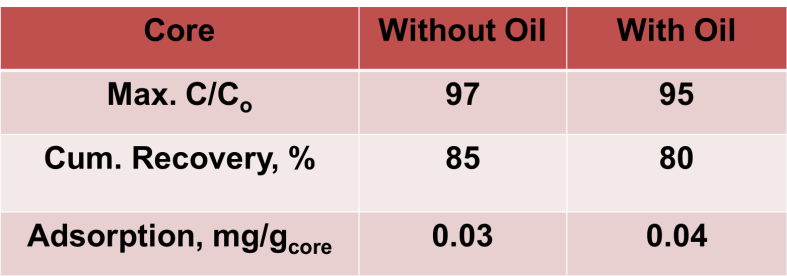 Core Without Oil With Oil
Max. C/Co 97 95
Cum. Recovery, % 85 80
Adsorption, mg/gcore 0.03 0.04